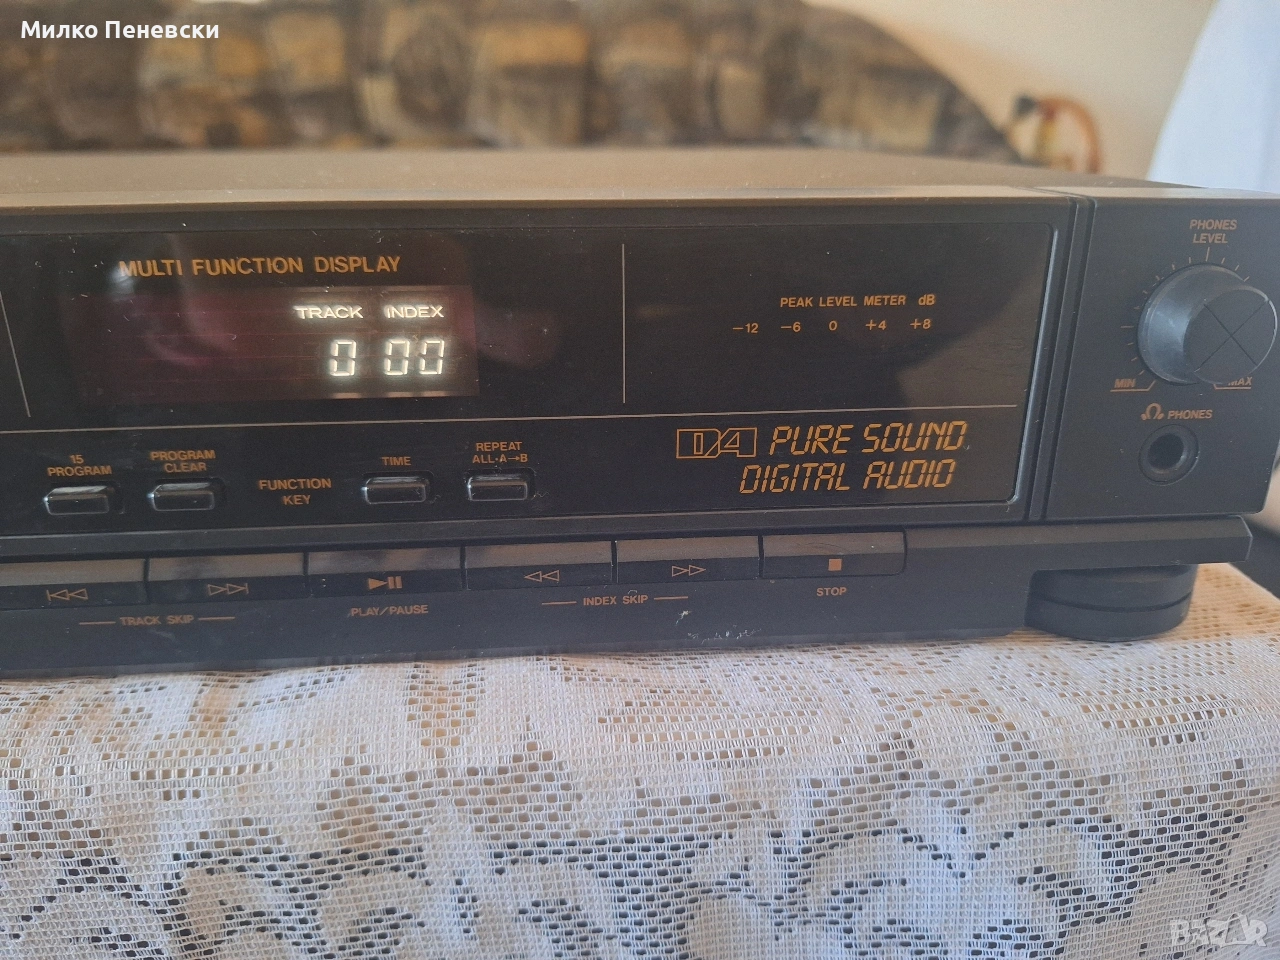 Милко Пеневски
MULTI FUNCTION DISPLAY
TRACK INDEX
0 00
PEAK LEVEL METER dB
−12 −6 0 +4 +8
PHONES
LEVEL
MIN MAX
PHONES
15
PROGRAM
PROGRAM
CLEAR
FUNCTION
KEY
TIME
REPEAT
ALL•A→B
D/A PURE SOUND
DIGITAL AUDIO
TRACK SKIP
PLAY/PAUSE
INDEX SKIP
STOP
BAZAR